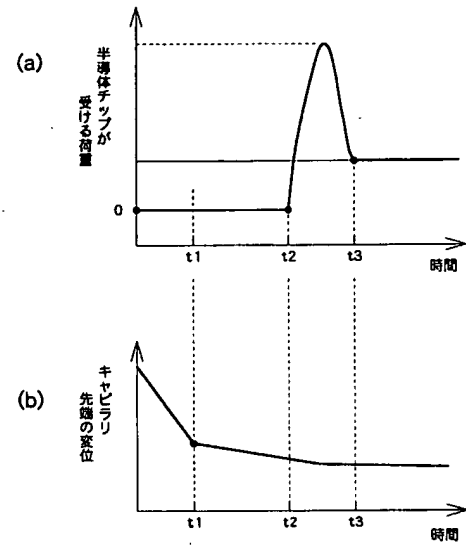 (a)
半導体チップが
受ける荷重
0
t1
t2
t3
時間
(b)
キャピラリ
先端の変位
t1
t2
t3
時間